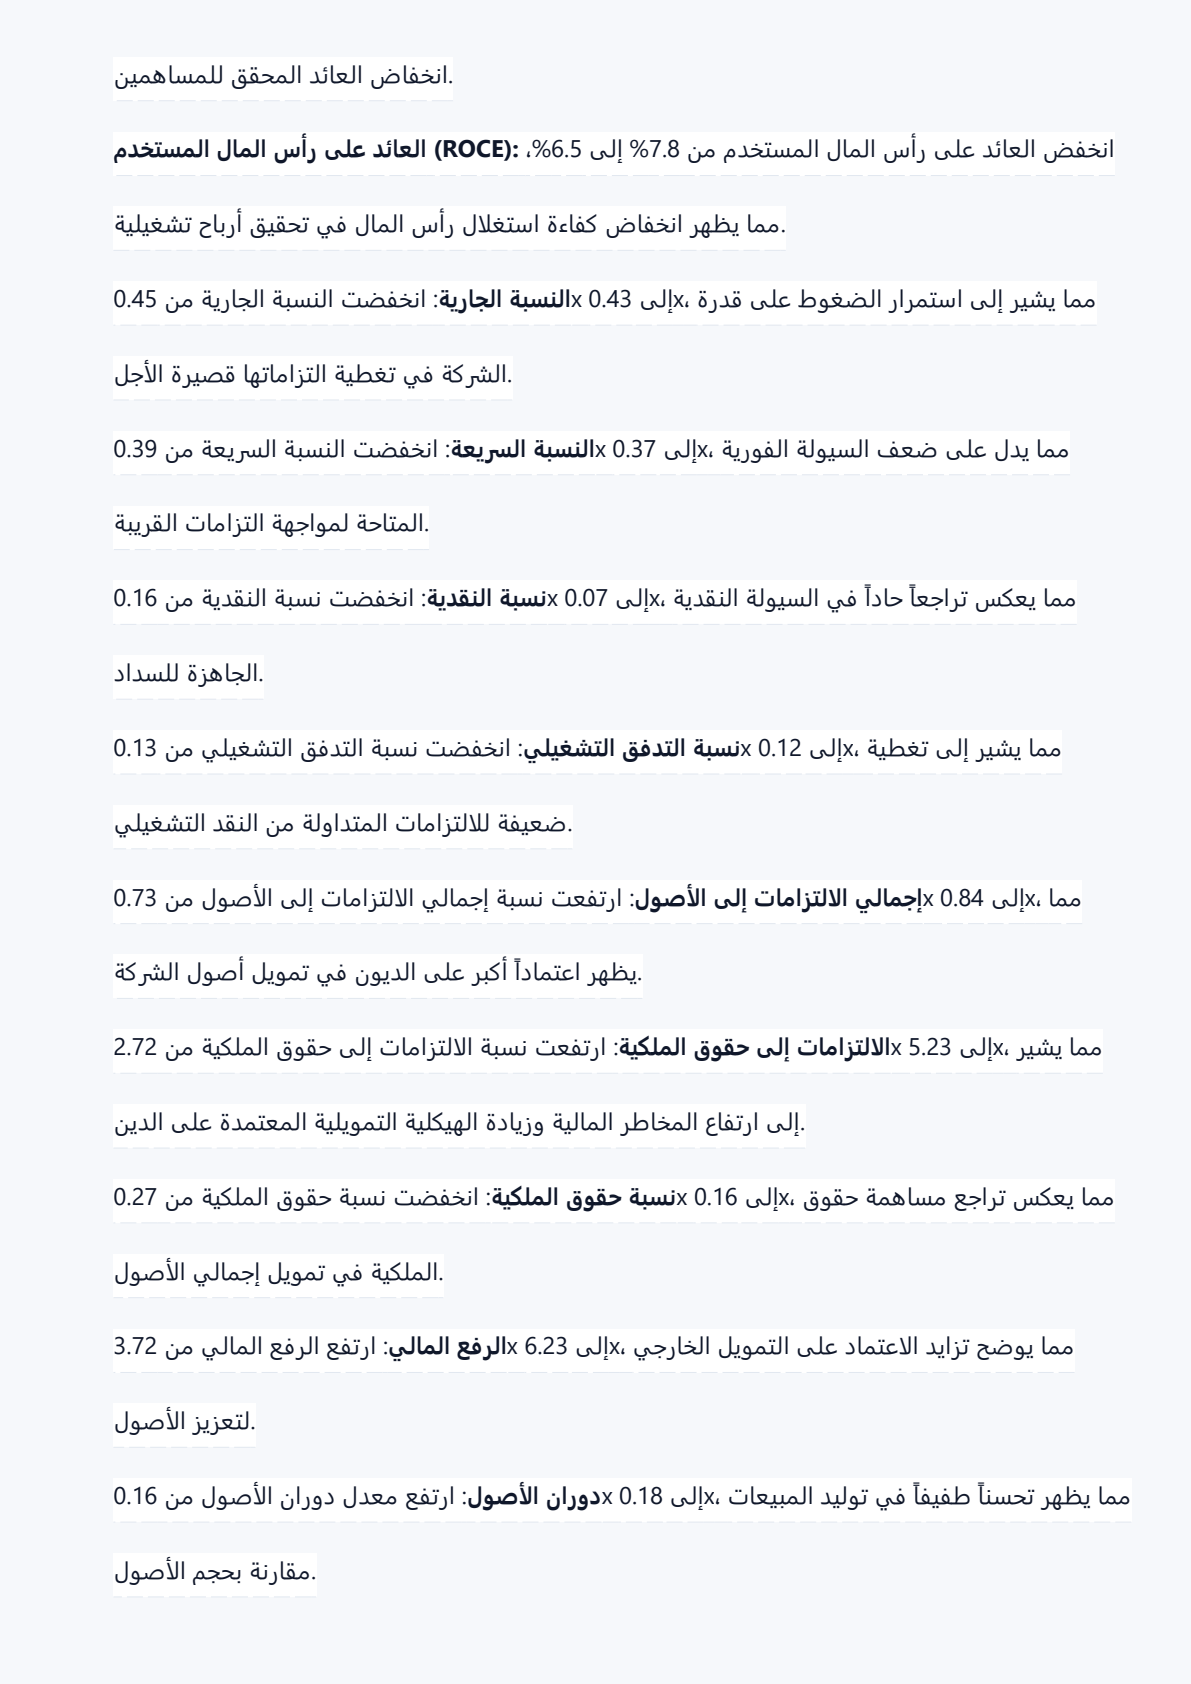 انخفاض العائد المحقق للمساهمين.
العائد على رأس المال المستخدم (ROCE): انخفض العائد على رأس المال المستخدم من 7.8% إلى 6.5%،
مما يظهر انخفاض كفاءة استغلال رأس المال في تحقيق أرباح تشغيلية.
النسبة الجارية: انخفضت النسبة الجارية من 0.45x إلى 0.43x، مما يشير إلى استمرار الضغوط على قدرة
الشركة في تغطية التزاماتها قصيرة الأجل.
النسبة السريعة: انخفضت النسبة السريعة من 0.39x إلى 0.37x، مما يدل على ضعف السيولة الفورية
المتاحة لمواجهة التزامات القريبة.
نسبة النقدية: انخفضت نسبة النقدية من 0.16x إلى 0.07x، مما يعكس تراجعاً حاداً في السيولة النقدية
الجاهزة للسداد.
نسبة التدفق التشغيلي: انخفضت نسبة التدفق التشغيلي من 0.13x إلى 0.12x، مما يشير إلى تغطية
ضعيفة للالتزامات المتداولة من النقد التشغيلي.
إجمالي الالتزامات إلى الأصول: ارتفعت نسبة إجمالي الالتزامات إلى الأصول من 0.73x إلى 0.84x، مما
يظهر اعتماداً أكبر على الديون في تمويل أصول الشركة.
الالتزامات إلى حقوق الملكية: ارتفعت نسبة الالتزامات إلى حقوق الملكية من 2.72x إلى 5.23x، مما يشير
إلى ارتفاع المخاطر المالية وزيادة الهيكلية التمويلية المعتمدة على الدين.
نسبة حقوق الملكية: انخفضت نسبة حقوق الملكية من 0.27x إلى 0.16x، مما يعكس تراجع مساهمة حقوق
الملكية في تمويل إجمالي الأصول.
الرفع المالي: ارتفع الرفع المالي من 3.72x إلى 6.23x، مما يوضح تزايد الاعتماد على التمويل الخارجي
لتعزيز الأصول.
دوران الأصول: ارتفع معدل دوران الأصول من 0.16x إلى 0.18x، مما يظهر تحسناً طفيفاً في توليد المبيعات
مقارنة بحجم الأصول.